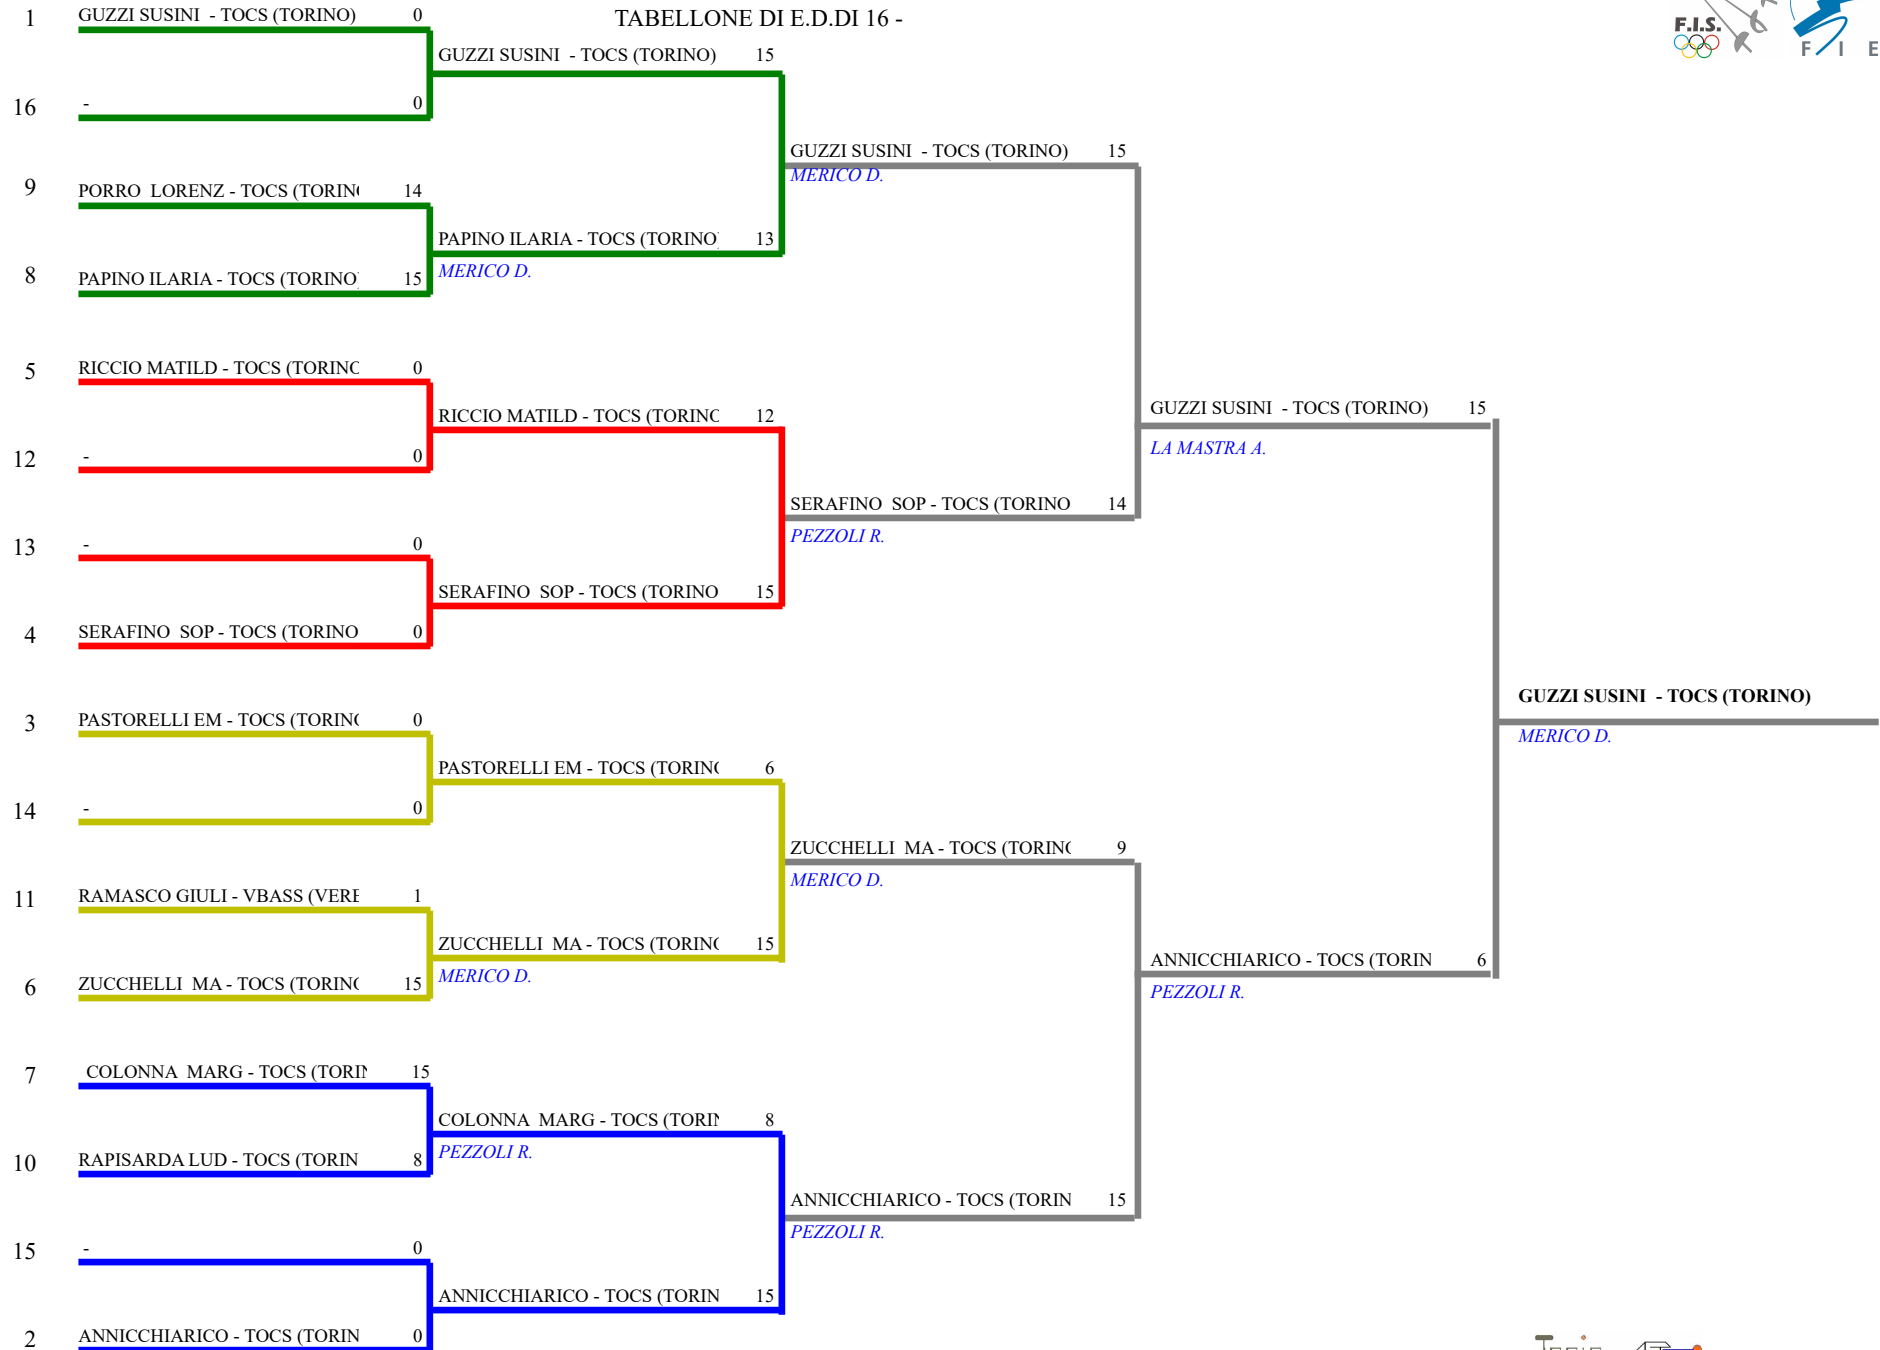 TABELLONE DI E.D.DI 16 -
F.I.S.
F I E
1 GUZZI SUSINI - TOCS (TORINO) 0
GUZZI SUSINI - TOCS (TORINO) 15
16 - 0
GUZZI SUSINI - TOCS (TORINO) 15
MERICO D.
9 PORRO LORENZ - TOCS (TORIN 14
PAPINO ILARIA - TOCS (TORINO) 13
MERICO D.
8 PAPINO ILARIA - TOCS (TORINO) 15
5 RICCIO MATILD - TOCS (TORINO 0
RICCIO MATILD - TOCS (TORINO 12
GUZZI SUSINI - TOCS (TORINO) 15
LA MASTRA A.
12 - 0
SERAFINO SOP - TOCS (TORINO 14
PEZZOLI R.
13 - 0
SERAFINO SOP - TOCS (TORINO 15
4 SERAFINO SOP - TOCS (TORINO 0
GUZZI SUSINI - TOCS (TORINO)
MERICO D.
3 PASTORELLI EM - TOCS (TORINO 0
PASTORELLI EM - TOCS (TORINO 6
14 - 0
ZUCCHELLI MA - TOCS (TORINO 9
MERICO D.
11 RAMASCO GIULI - VBASS (VERB 1
ZUCCHELLI MA - TOCS (TORINO 15
MERICO D.
ANNICCHIARICO - TOCS (TORIN 6
PEZZOLI R.
6 ZUCCHELLI MA - TOCS (TORINO 15
7 COLONNA MARG - TOCS (TORIN 15
COLONNA MARG - TOCS (TORIN 8
PEZZOLI R.
10 RAPISARDA LUD - TOCS (TORIN 8
ANNICCHIARICO - TOCS (TORIN 15
PEZZOLI R.
15 - 0
ANNICCHIARICO - TOCS (TORIN 15
2 ANNICCHIARICO - TOCS (TORIN 0